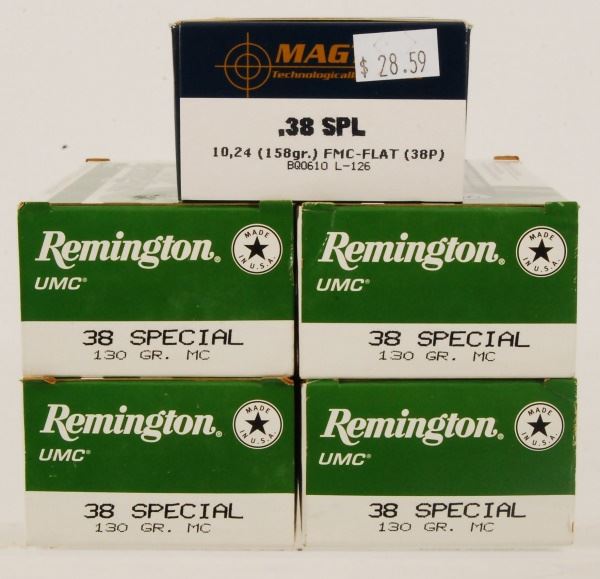 $ 28.59
.38 SPL
10,24 (158gr.) FMC-FLAT (38P)
BQ0610 L-126
Remington®
UMC®
MADE IN U.S.A.
38 SPECIAL
130 GR. MC
Remington®
UMC®
MADE IN U.S.A.
38 SPECIAL
130 GR. MC
Remington®
UMC®
MADE IN U.S.A.
38 SPECIAL
130 GR. MC
Remington®
UMC®
MADE IN U.S.A.
38 SPECIAL
130 GR. MC